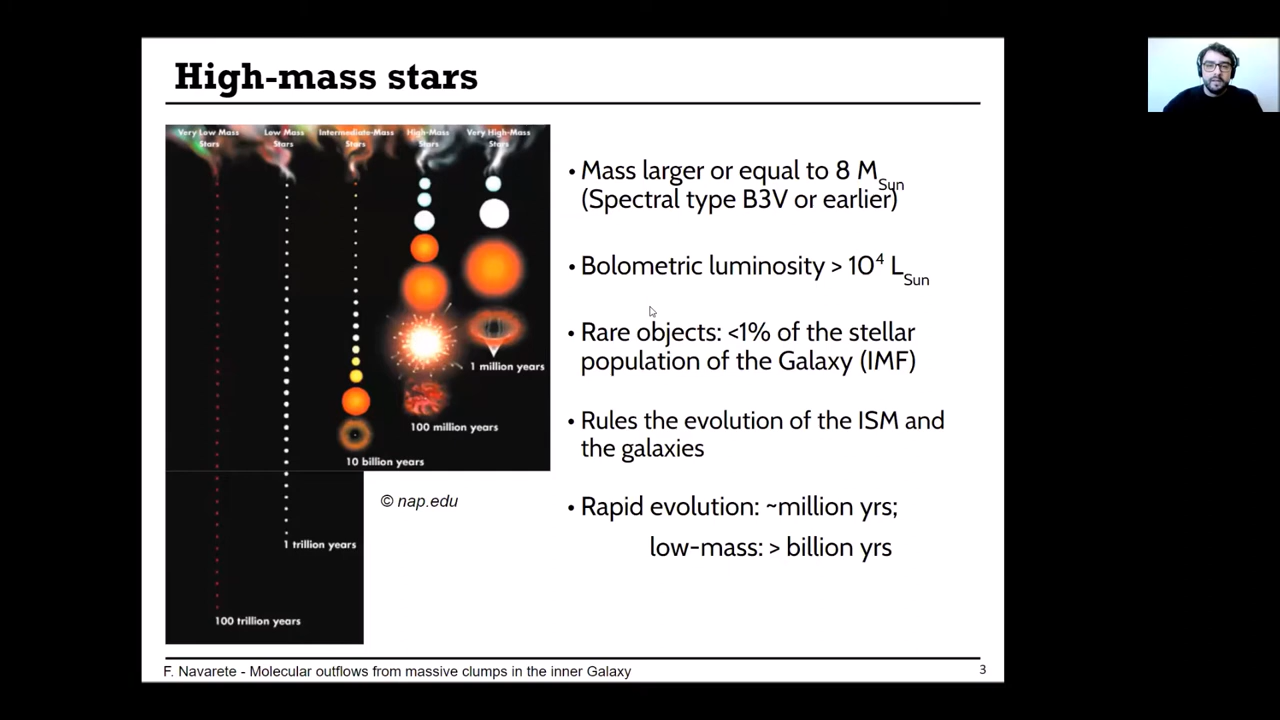 High-mass stars
Very Low Mass Stars
Low Mass Stars
Intermediate-Mass Stars
High-Mass Stars
Very High-Mass Stars
1 million years
100 million years
10 billion years
1 trillion years
100 trillion years
© nap.edu
• Mass larger or equal to 8 M_Sun
(Spectral type B3V or earlier)
• Bolometric luminosity > 10⁴ L_Sun
• Rare objects: <1% of the stellar
population of the Galaxy (IMF)
• Rules the evolution of the ISM and
the galaxies
• Rapid evolution: ~million yrs;
low-mass: > billion yrs
F. Navarete - Molecular outflows from massive clumps in the inner Galaxy
3